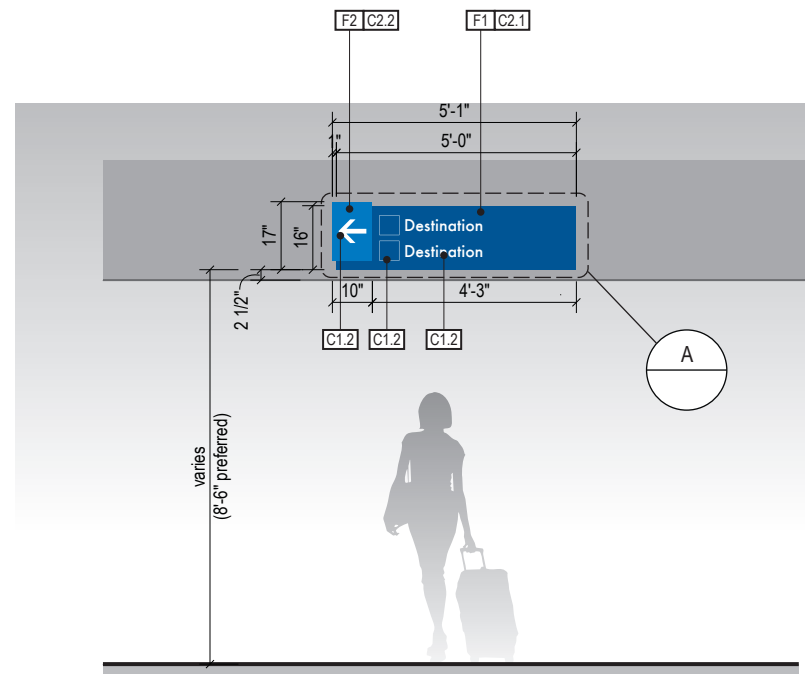 F2 C2.2
F1 C2.1
5'-1"
1"
5'-0"
17"
16"
Destination
Destination
2 1/2"
10"
4'-3"
C1.2
C1.2
C1.2
A
varies
(8'-6" preferred)